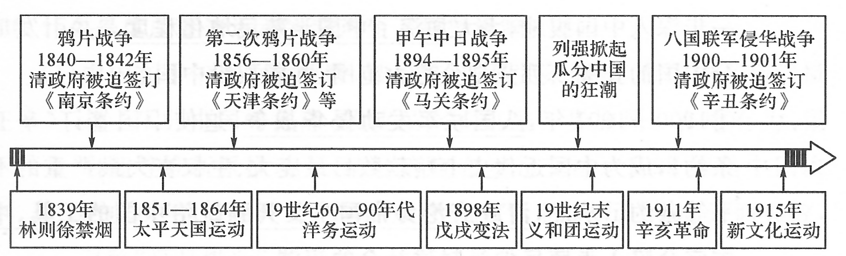 鸦片战争
1840—1842年
清政府被迫签订
《南京条约》
第二次鸦片战争
1856—1860年
清政府被迫签订
《天津条约》等
甲午中日战争
1894—1895年
清政府被迫签订
《马关条约》
列强掀起
瓜分中国
的狂潮
八国联军侵华战争
1900—1901年
清政府被迫签订
《辛丑条约》
1839年
林则徐禁烟
1851—1864年
太平天国运动
19世纪60—90年代
洋务运动
1898年
戊戌变法
19世纪末
义和团运动
1911年
辛亥革命
1915年
新文化运动